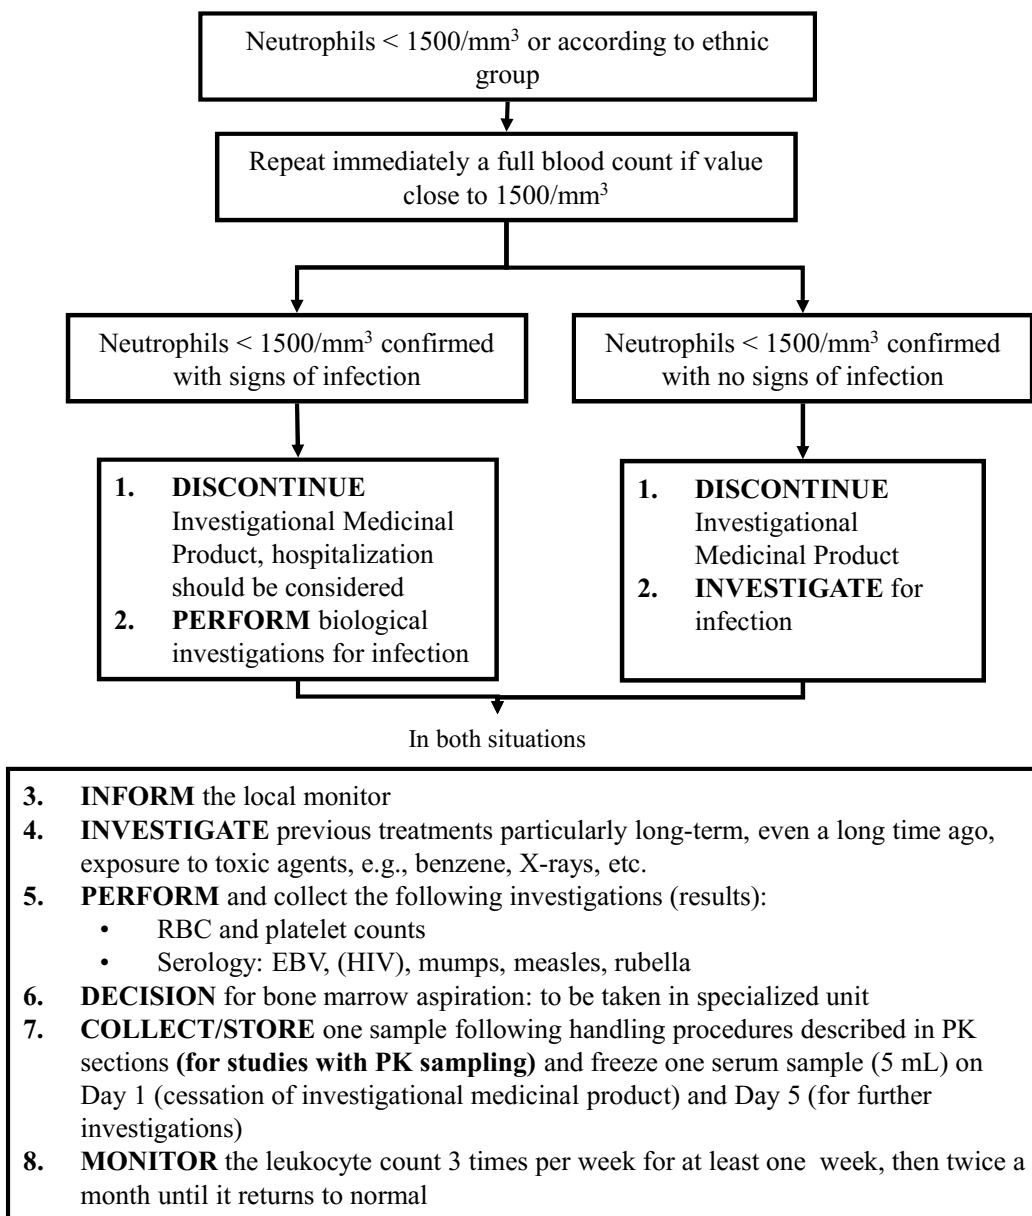 Neutrophils < 1500/mm³ or according to ethnic
group
Repeat immediately a full blood count if value
close to 1500/mm³
Neutrophils < 1500/mm³ confirmed
with signs of infection
Neutrophils < 1500/mm³ confirmed
with no signs of infection
1. DISCONTINUE
Investigational Medicinal
Product, hospitalization
should be considered
2. PERFORM biological
investigations for infection
1. DISCONTINUE
Investigational
Medicinal Product
2. INVESTIGATE for
infection
In both situations
3. INFORM the local monitor
4. INVESTIGATE previous treatments particularly long-term, even a long time ago,
exposure to toxic agents, e.g., benzene, X-rays, etc.
5. PERFORM and collect the following investigations (results):
• RBC and platelet counts
• Serology: EBV, (HIV), mumps, measles, rubella
6. DECISION for bone marrow aspiration: to be taken in specialized unit
7. COLLECT/STORE one sample following handling procedures described in PK
sections (for studies with PK sampling) and freeze one serum sample (5 mL) on
Day 1 (cessation of investigational medicinal product) and Day 5 (for further
investigations)
8. MONITOR the leukocyte count 3 times per week for at least one week, then twice a
month until it returns to normal